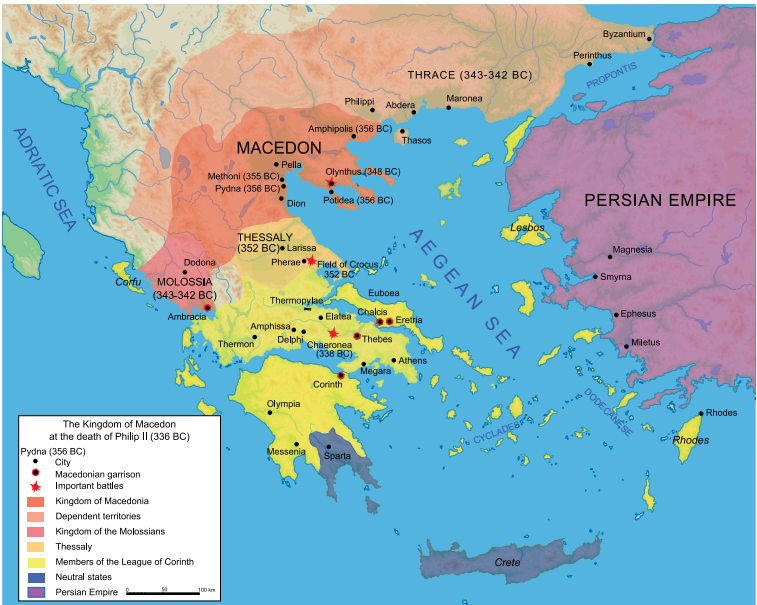 Byzantium
Perinthus
THRACE (343-342 BC)
PROPONTIS
Philippi
Abdera
Maronea
Amphipolis (356 BC)
Thasos
ADRIATIC SEA
MACEDON
Pella
Olynthus (348 BC)
Methoni (355 BC)
Pydna (356 BC)
Potidea (356 BC)
Dion
PERSIAN EMPIRE
THESSALY
(352 BC)
Larissa
Lesbos
AEGEAN SEA
Pherae
Field of Crocus
352 BC
Magnesia
Dodona
Smyrna
Corfu
MOLOSSIA
(343-342 BC)
Euboea
Thermopylae
Ambracia
Elatea
Chalcis
Eretria
Ephesus
Amphissa
Delphi
Thermon
Chaeronea
(338 BC)
Thebes
Miletus
Athens
Megara
Corinth
Olympia
DODECANESE
Rhodes
CYCLADES
Rhodes
Messenia
Sparta
Crete
The Kingdom of Macedon
at the death of Philip II (336 BC)
Pydna (356 BC)
City
Macedonian garrison
Important battles
Kingdom of Macedonia
Dependent territories
Kingdom of the Molossians
Thessaly
Members of the League of Corinth
Neutral states
Persian Empire
0 50 100 km